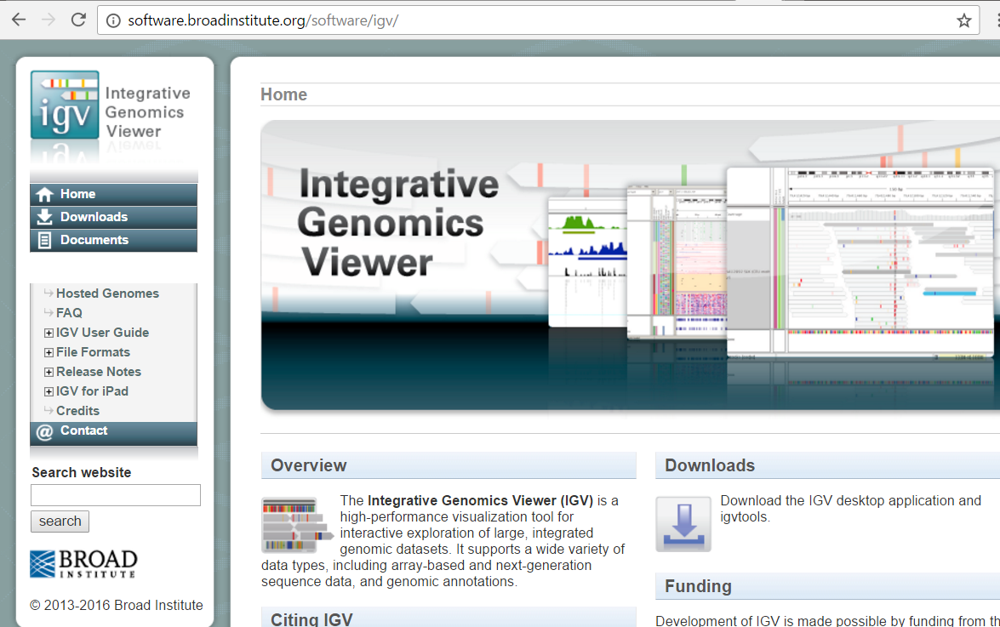 software.broadinstitute.org/software/igv/
igv
Integrative
Genomics
Viewer
Home
Downloads
Documents
Hosted Genomes
FAQ
IGV User Guide
File Formats
Release Notes
IGV for iPad
Credits
Contact
Search website
search
BROAD
INSTITUTE
© 2013-2016 Broad Institute
Home
Integrative
Genomics
Viewer
Overview
The Integrative Genomics Viewer (IGV) is a
high-performance visualization tool for
interactive exploration of large, integrated
genomic datasets. It supports a wide variety of
data types, including array-based and next-generation
sequence data, and genomic annotations.
Citing IGV
Downloads
Download the IGV desktop application and
igvtools.
Funding
Development of IGV is made possible by funding from th